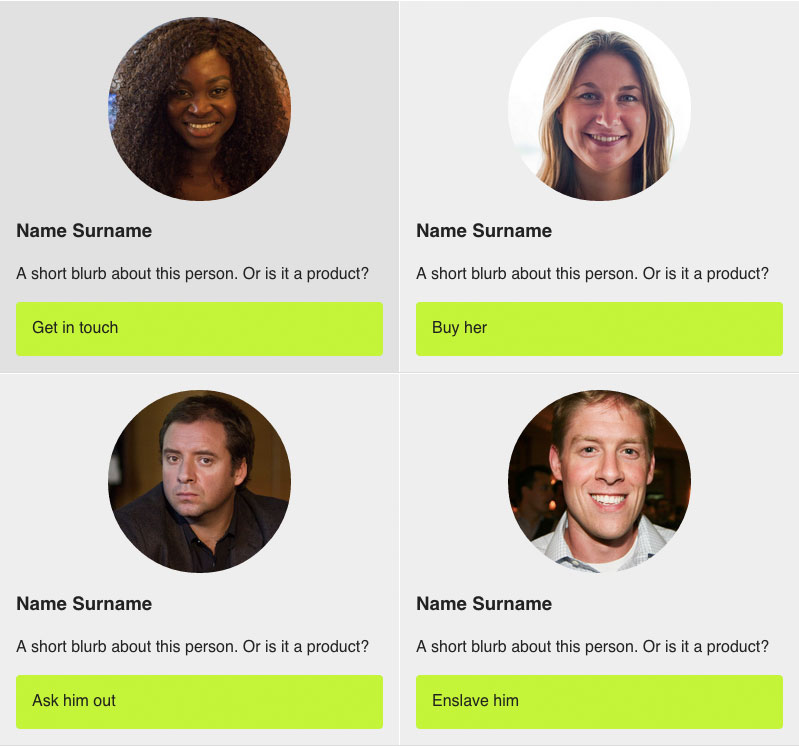 Name Surname
A short blurb about this person. Or is it a product?
Get in touch
Name Surname
A short blurb about this person. Or is it a product?
Buy her
Name Surname
A short blurb about this person. Or is it a product?
Ask him out
Name Surname
A short blurb about this person. Or is it a product?
Enslave him